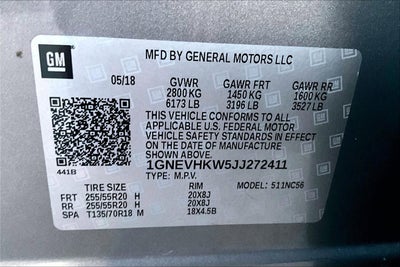 GM
MFD BY GENERAL MOTORS LLC
05/18 GVWR GAWR FRT GAWR RR
2800 KG 1450 KG 1600 KG
6173 LB 3196 LB 3527 LB
THIS VEHICLE CONFORMS TO ALL
APPLICABLE U.S. FEDERAL MOTOR
VEHICLE SAFETY STANDARDS IN EFFECT
ON THE DATE OF MANUFACTURE
SHOWN ABOVE.
1GNEVHKW5JJ272411
441B
TYPE: M.P.V.
TIRE SIZE RIM MODEL: 511NC56
FRT 255/55R20 H 20X8J
RR 255/55R20 H 20X8J
SPA T135/70R18 M 18X4.5B